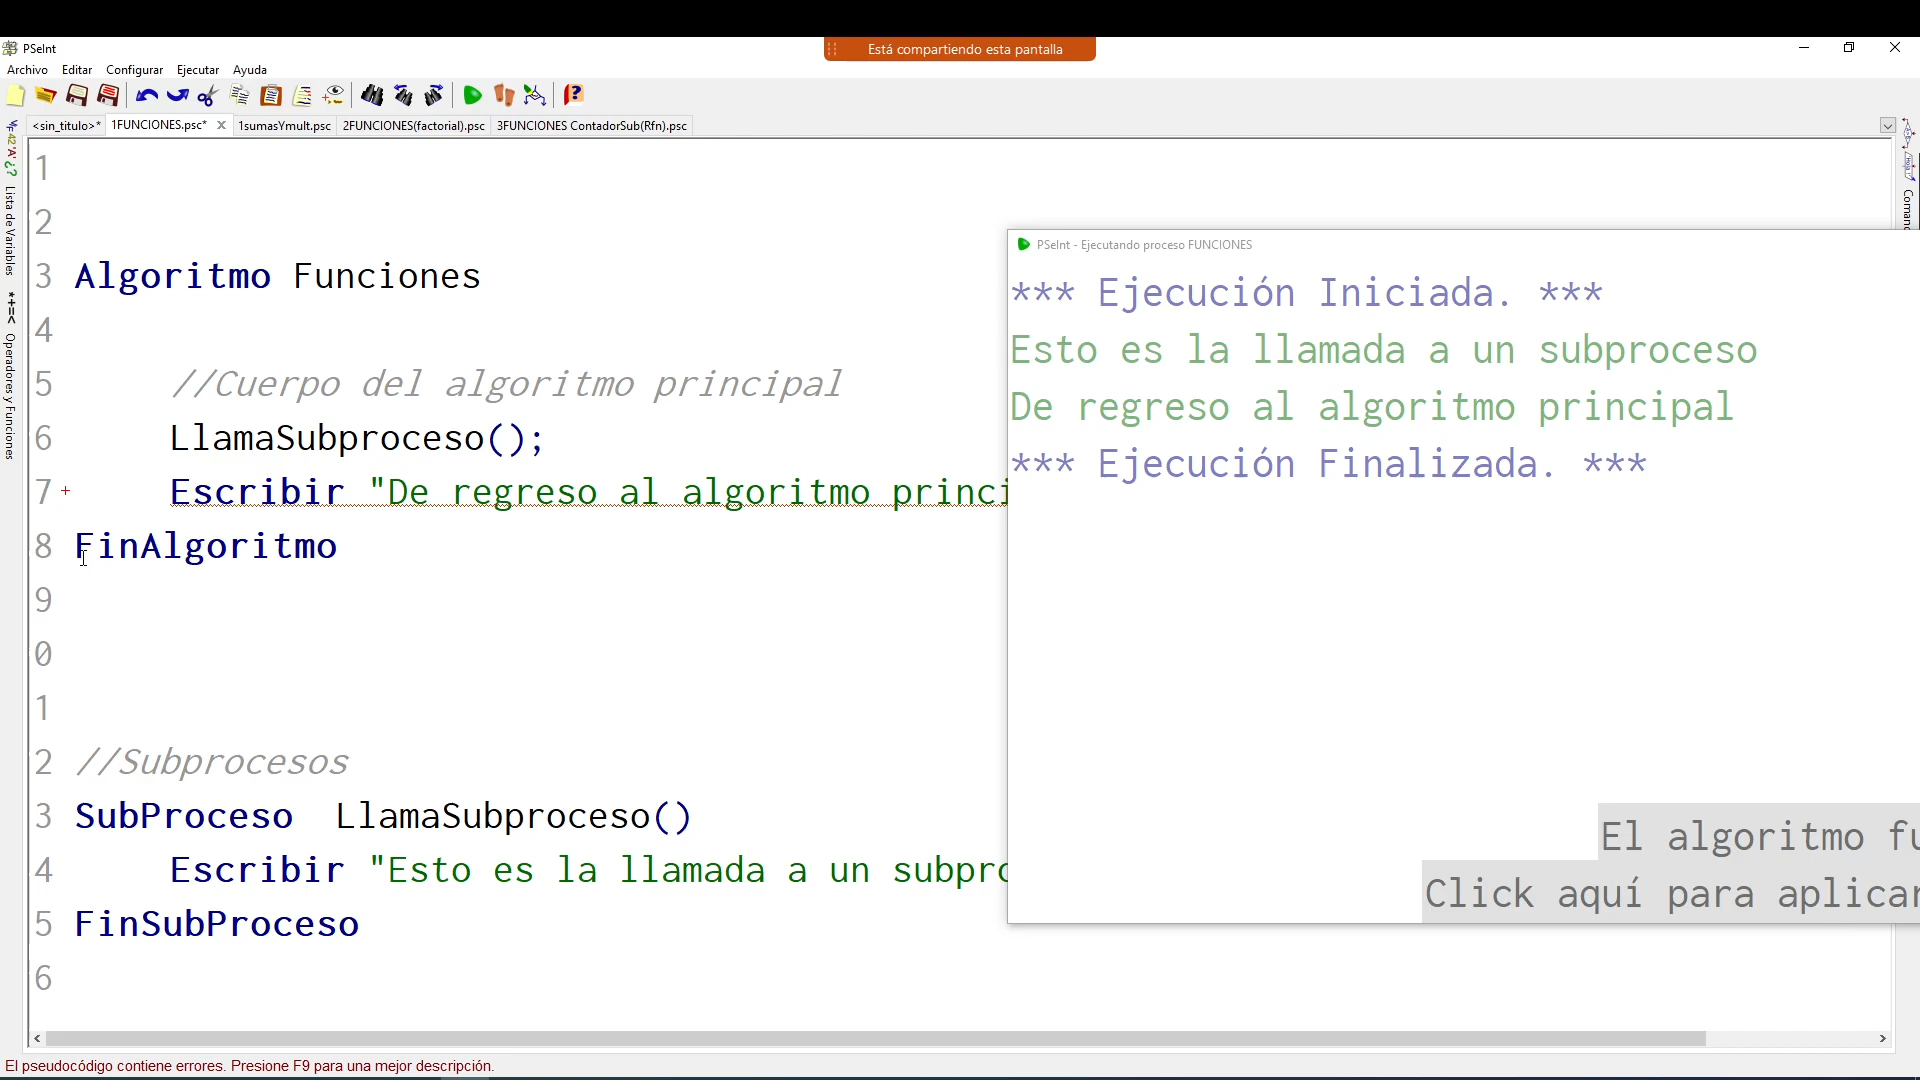 PSeInt
Está compartiendo esta pantalla
Archivo Editar Configurar Ejecutar Ayuda
<sin_titulo>* 1FUNCIONES.psc* 1sumasYmult.psc 2FUNCIONES(factorial).psc 3FUNCIONES ContadorSub(Rfn).psc
Lista de Variables
*+=< Operadores y Funciones
Coman
1
2
3 Algoritmo Funciones
4
5 //Cuerpo del algoritmo principal
6 LlamaSubproceso();
7 + Escribir "De regreso al algoritmo princi
8 FinAlgoritmo
9
0
1
2 //Subprocesos
3 SubProceso LlamaSubproceso()
4 Escribir "Esto es la llamada a un subpro
5 FinSubProceso
6
PSeInt - Ejecutando proceso FUNCIONES
*** Ejecución Iniciada. ***
Esto es la llamada a un subproceso
De regreso al algoritmo principal
*** Ejecución Finalizada. ***
El algoritmo fu
Click aquí para aplicar
El pseudocódigo contiene errores. Presione F9 para una mejor descripción.